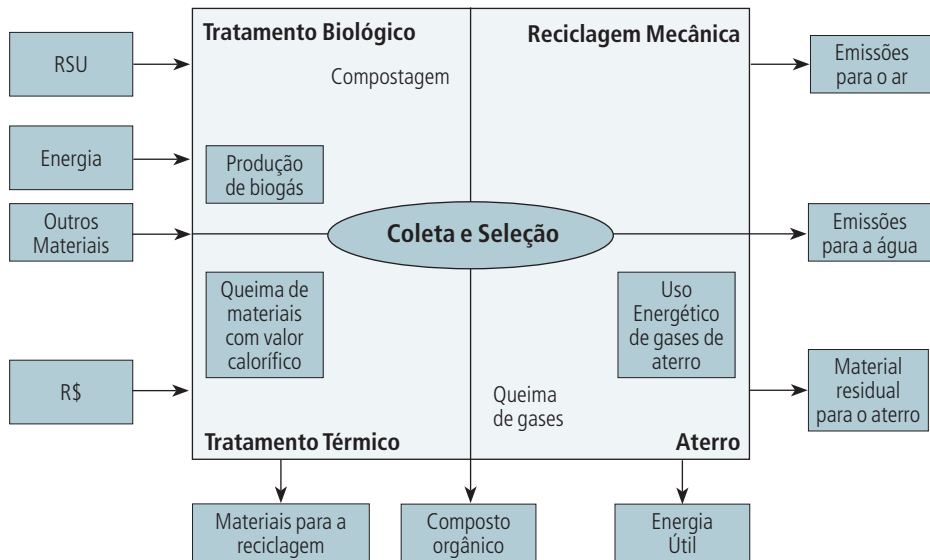 Tratamento Biológico
Reciclagem Mecânica
RSU
Compostagem
Emissões
para o ar
Energia
Produção
de biogás
Outros
Materiais
Coleta e Seleção
Emissões
para a água
Queima de
materiais
com valor
calorífico
Uso
Energético
de gases de
aterro
R$
Queima
de gases
Material
residual
para o aterro
Tratamento Térmico
Aterro
Materiais para a
reciclagem
Composto
orgânico
Energia
Útil